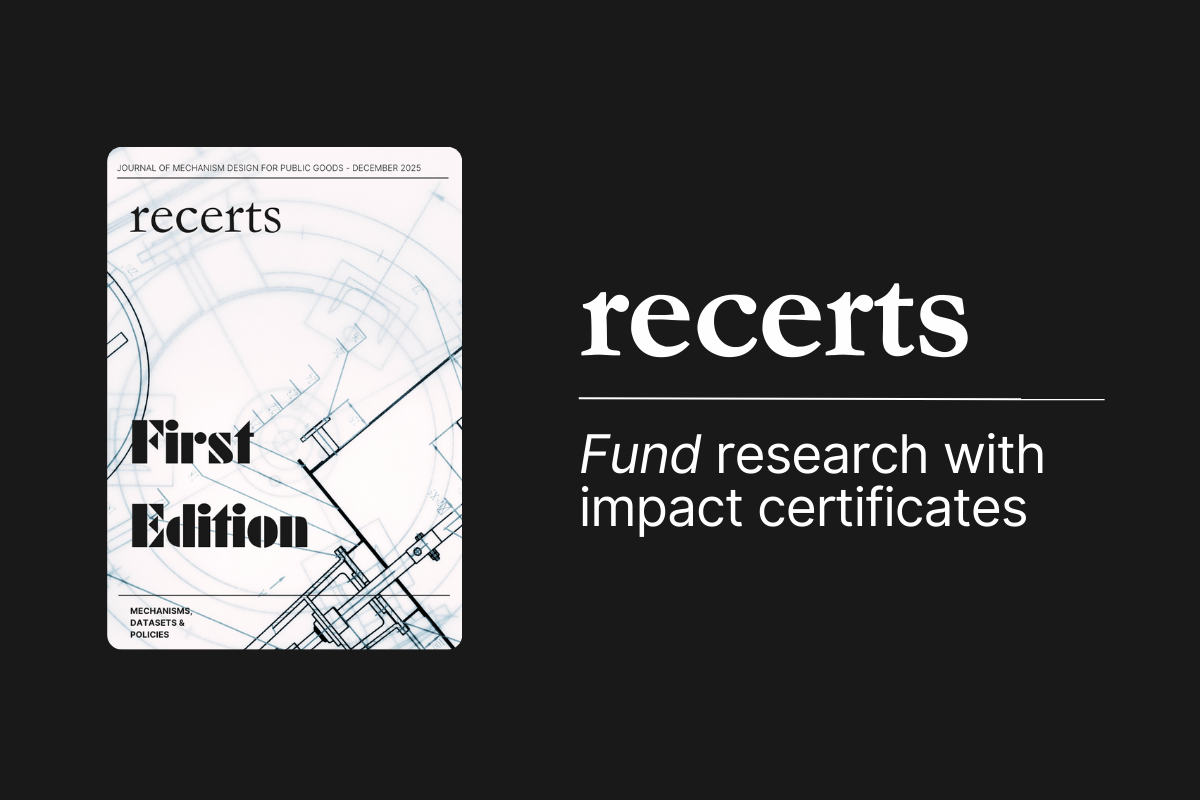 JOURNAL OF MECHANISM DESIGN FOR PUBLIC GOODS - DECEMBER 2025
recerts
First
Edition
MECHANISMS,
DATASETS &
POLICIES
recerts
Fund research with
impact certificates